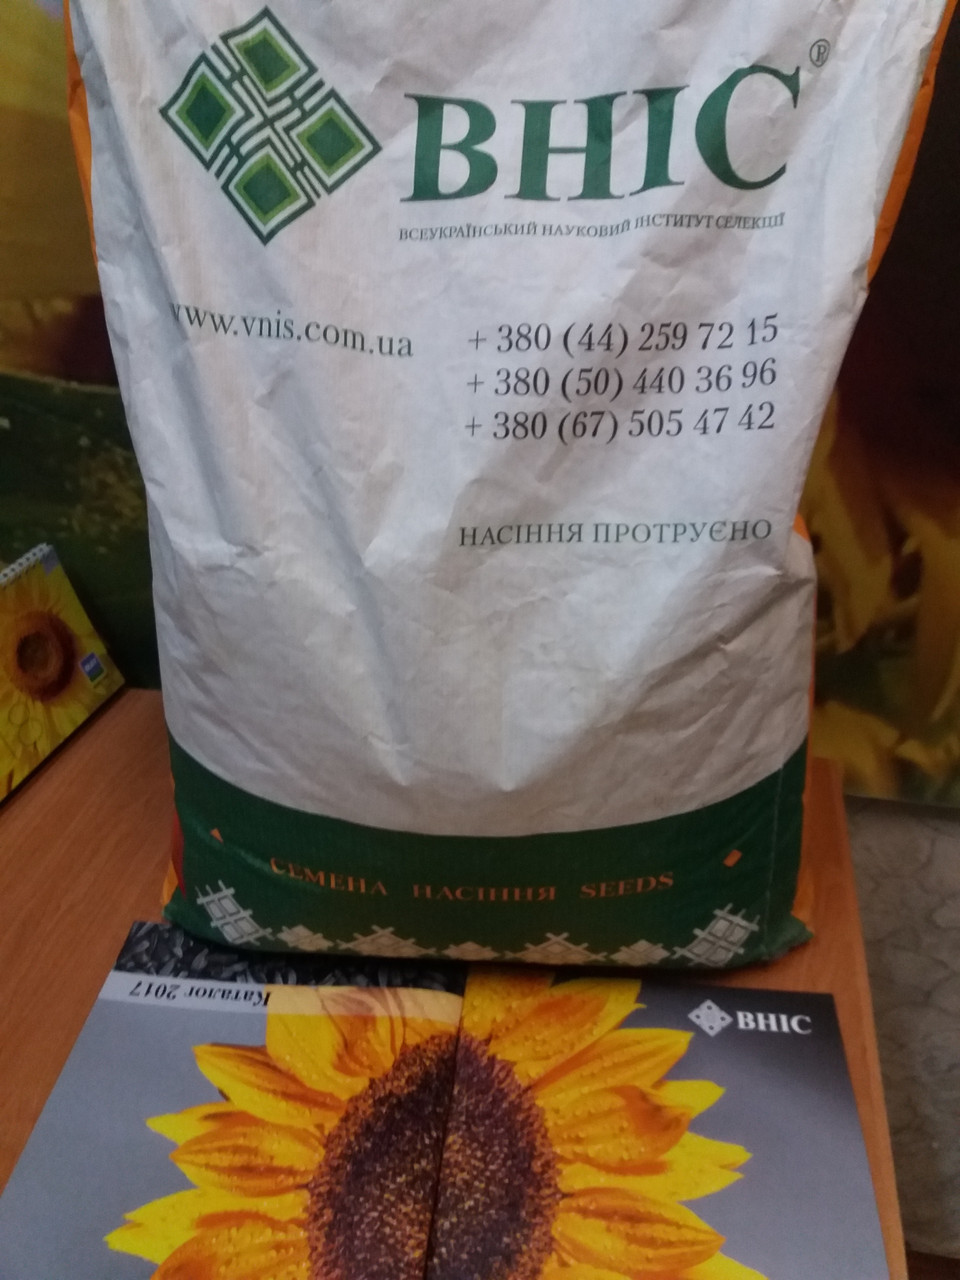 ВНІС®
ВСЕУКРАЇНСЬКИЙ НАУКОВИЙ ІНСТИТУТ СЕЛЕКЦІЇ
www.vnis.com.ua
+ 380 (44) 259 72 15
+ 380 (50) 440 36 96
+ 380 (67) 505 47 42
НАСІННЯ ПРОТРУЄНО
СЕМЕНА НАСІННЯ SEEDS
Каталог 2017
ВНІС